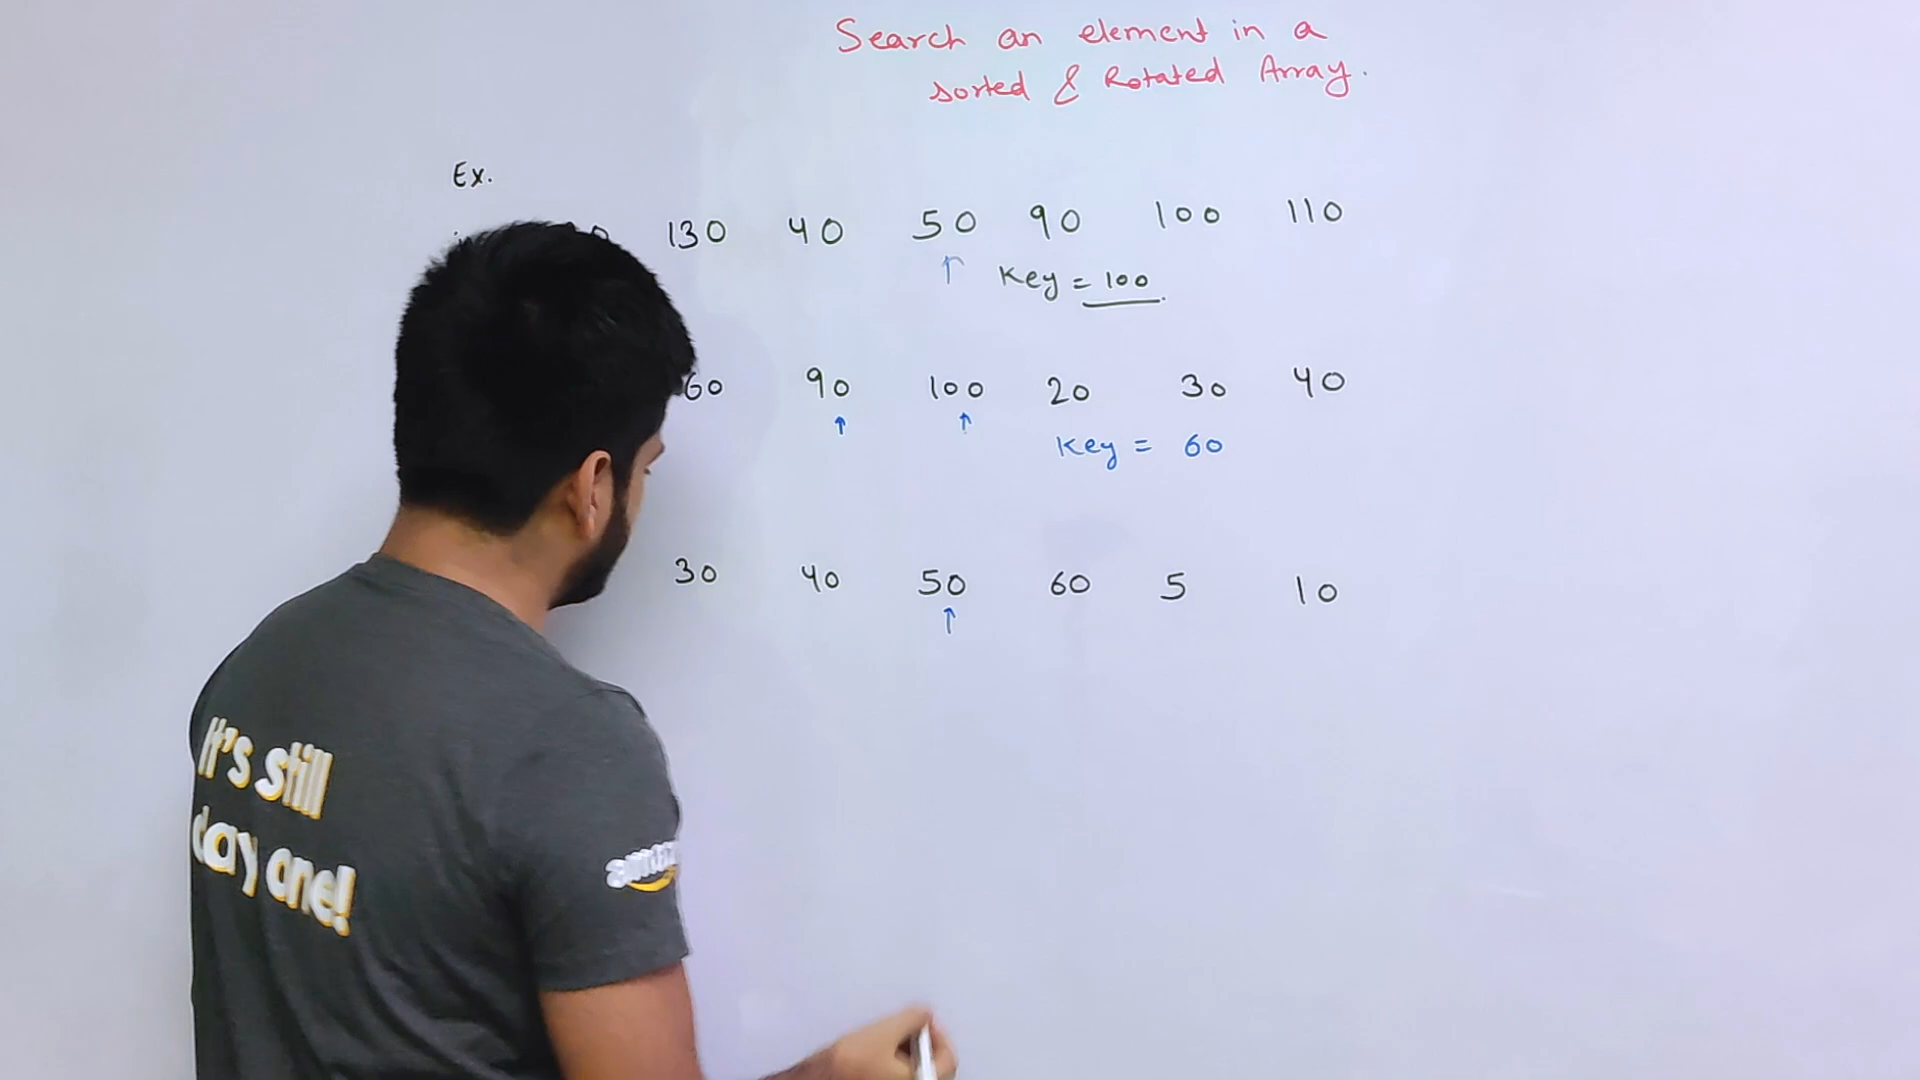 Search an element in a
sorted & Rotated Array.
Ex.
130 40 50 90 100 110
Key = 100
60 90 100 20 30 40
Key = 60
30 40 50 60 5 10
It's still
day one!